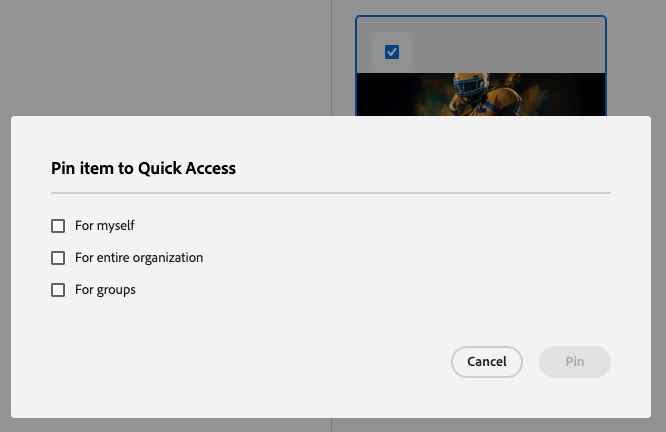 Pin item to Quick Access
For myself
For entire organization
For groups
Cancel
Pin